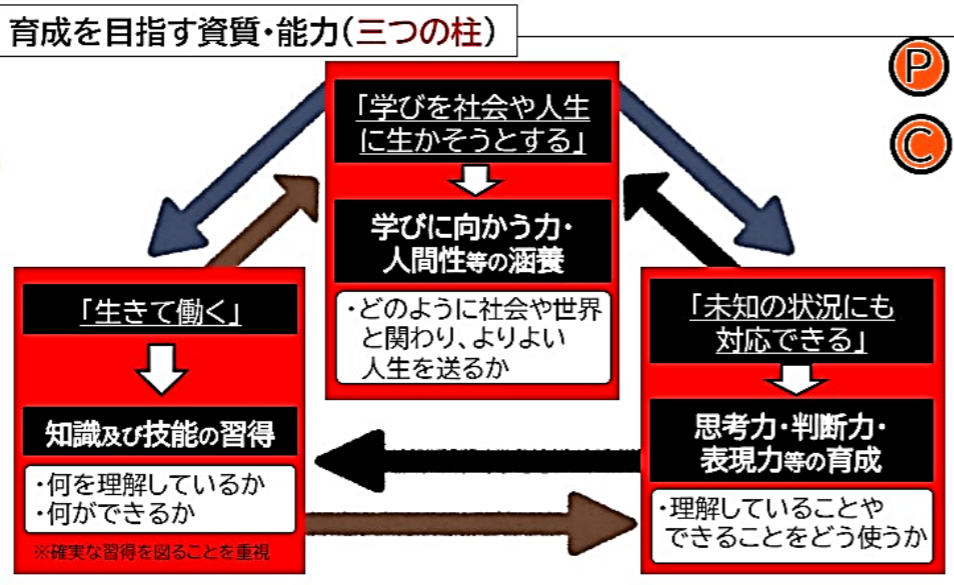 育成を目指す資質・能力(三つの柱)
P
C
「学びを社会や人生
に生かそうとする」
学びに向かう力・
人間性等の涵養
・どのように社会や世界
と関わり、よりよい
人生を送るか
「生きて働く」
知識及び技能の習得
・何を理解しているか
・何ができるか
※確実な習得を図ることを重視
「未知の状況にも
対応できる」
思考力・判断力・
表現力等の育成
・理解していることや
できることをどう使うか